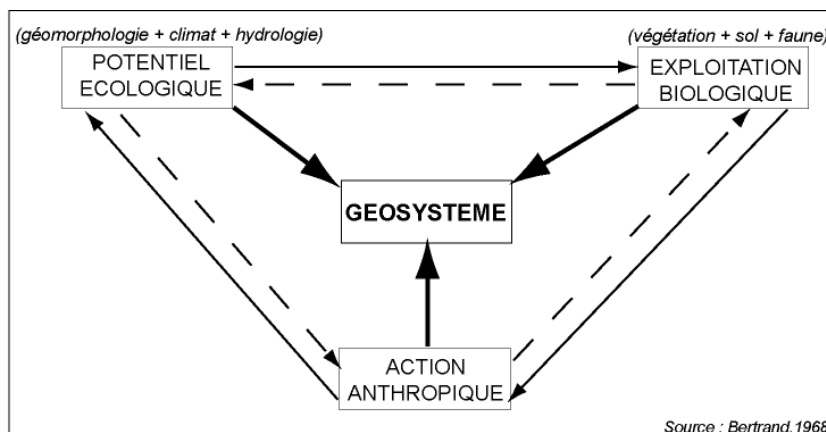 (géomorphologie + climat + hydrologie)
POTENTIEL
ECOLOGIQUE
(végétation + sol + faune)
EXPLOITATION
BIOLOGIQUE
GEOSYSTEME
ACTION
ANTHROPIQUE
Source : Bertrand,1968